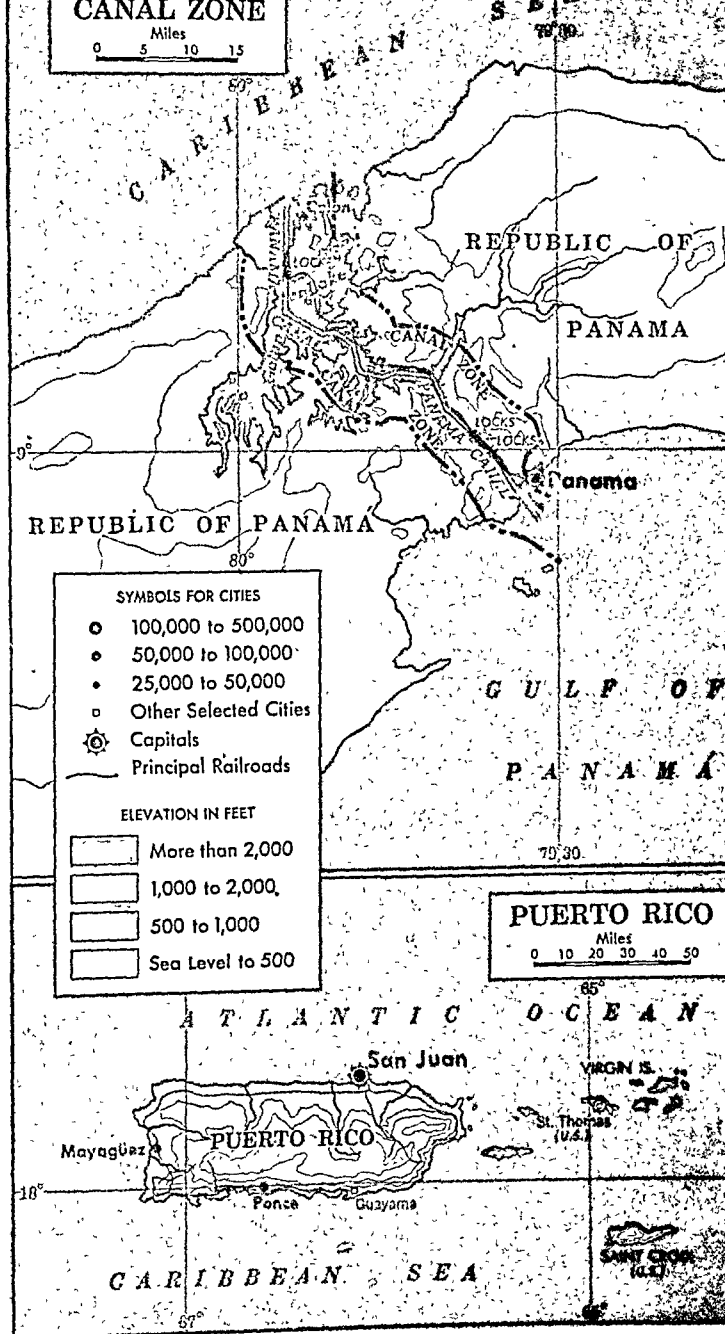 CANAL ZONE
Miles
0 5 10 15
CARIBBEAN SE
80°
REPUBLIC OF
PANAMA
CANAL ZONE
CANAL
ZONE
PANAMA CANAL
LOCKS
LOCKS
9°
Panama
REPUBLIC OF PANAMA
80°
SYMBOLS FOR CITIES
100,000 to 500,000
50,000 to 100,000
25,000 to 50,000
Other Selected Cities
Capitals
Principal Railroads
ELEVATION IN FEET
More than 2,000
1,000 to 2,000
500 to 1,000
Sea Level to 500
GULF OF
PANAMÁ
79°30
PUERTO RICO
Miles
0 10 20 30 40 50
65°
ATLANTIC OCEAN
San Juan
VIRGIN IS.
St. Thomas
(U.S.)
PUERTO RICO
Mayagüez
18°
Ponce
Guayama
SAINT CROIX
(U.S.)
CARIBBEAN SEA
67°